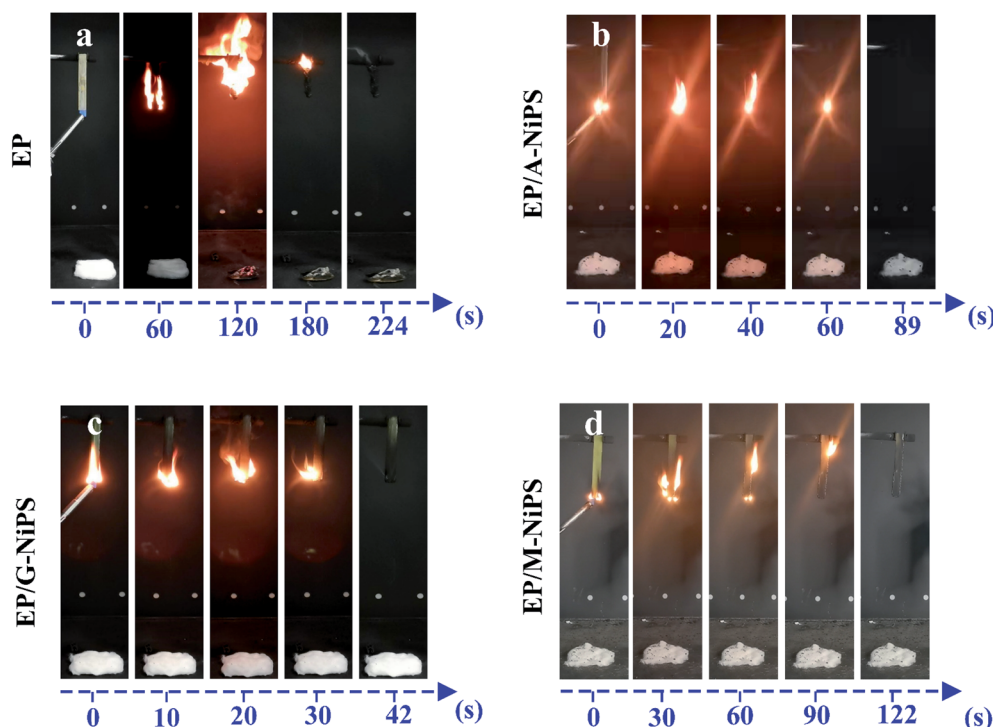 a
EP
0 60 120 180 224 (s)
b
EP/A-NiPS
0 20 40 60 89 (s)
c
EP/G-NiPS
0 10 20 30 42 (s)
d
EP/M-NiPS
0 30 60 90 122 (s)